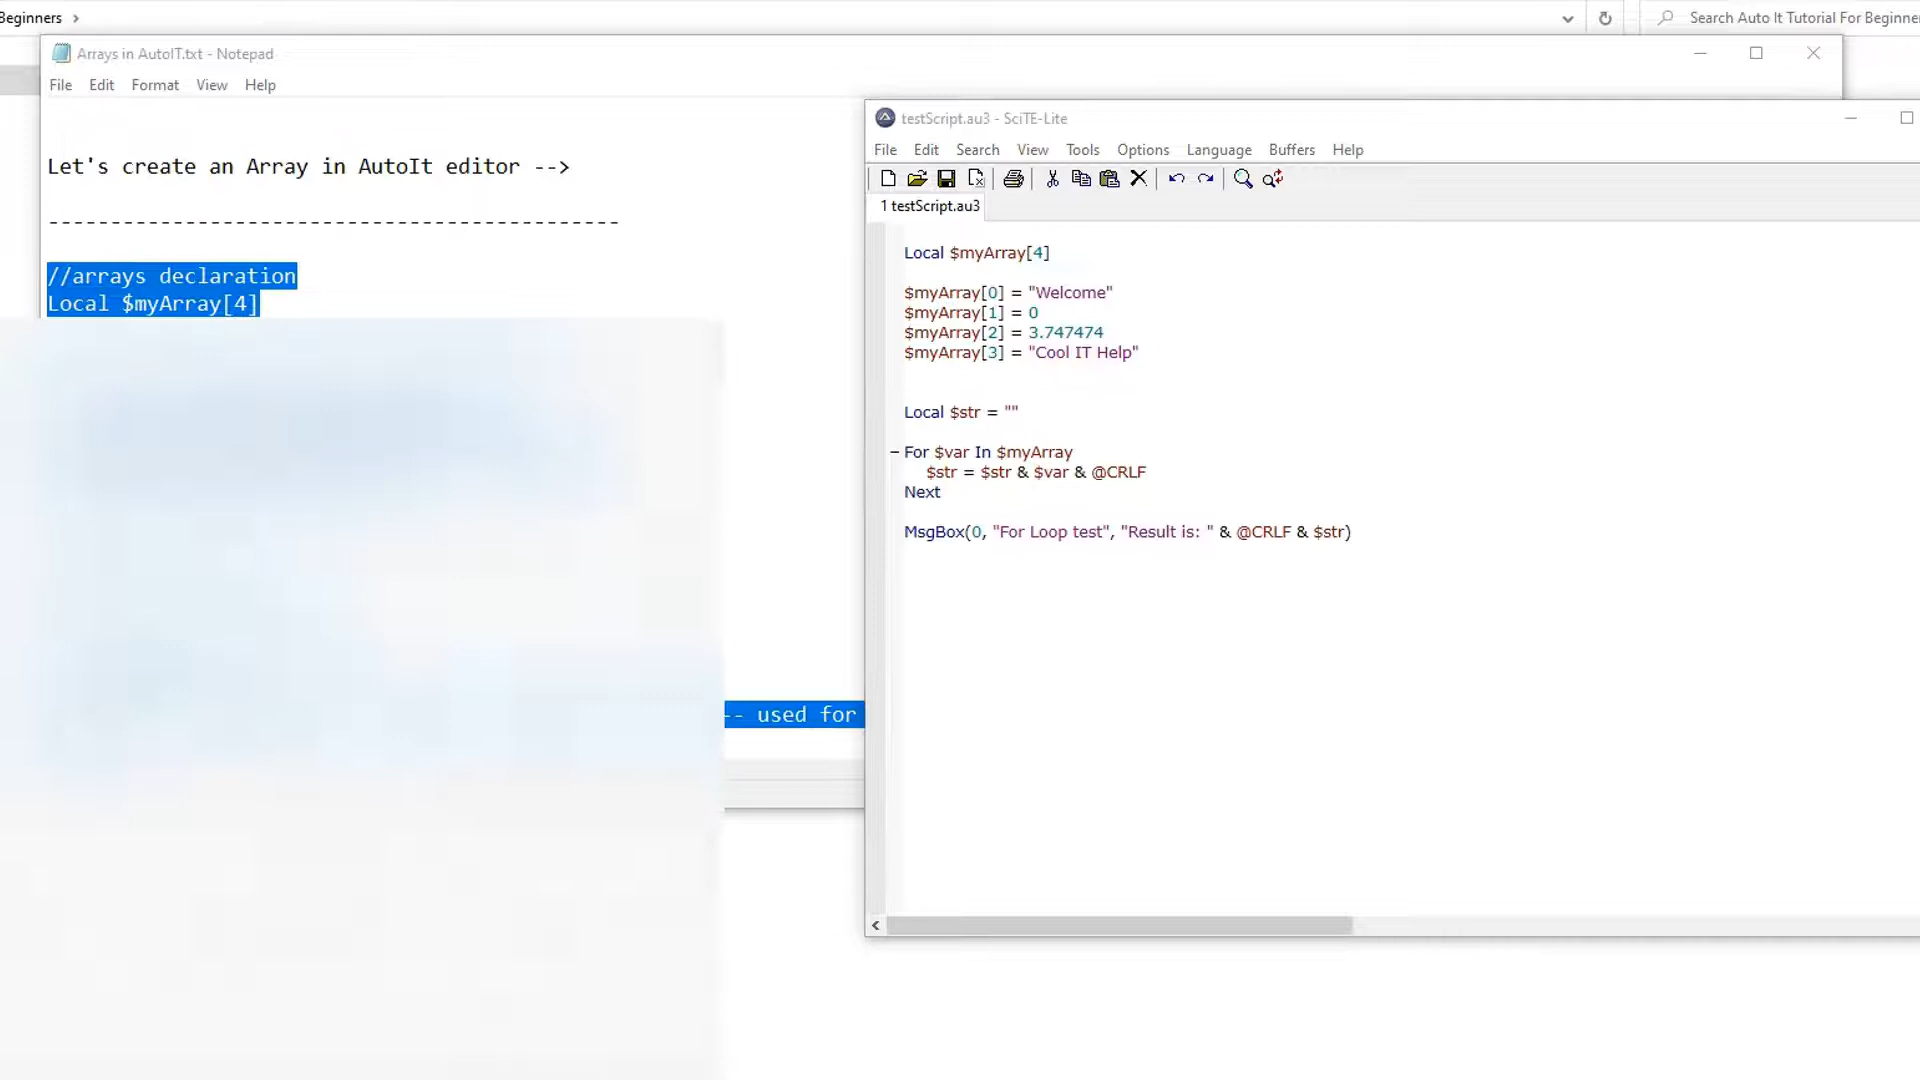 Beginners
Search Auto It Tutorial For Beginner
Arrays in AutoIT.txt - Notepad
File Edit Format View Help
Let's create an Array in AutoIt editor -->
----------------------------------------------
//arrays declaration
Local $myArray[4]
-- used for
testScript.au3 - SciTE-Lite
File Edit Search View Tools Options Language Buffers Help
1 testScript.au3
Local $myArray[4]
$myArray[0] = "Welcome"
$myArray[1] = 0
$myArray[2] = 3.747474
$myArray[3] = "Cool IT Help"
Local $str = ""
For $var In $myArray
$str = $str & $var & @CRLF
Next
MsgBox(0, "For Loop test", "Result is: " & @CRLF & $str)